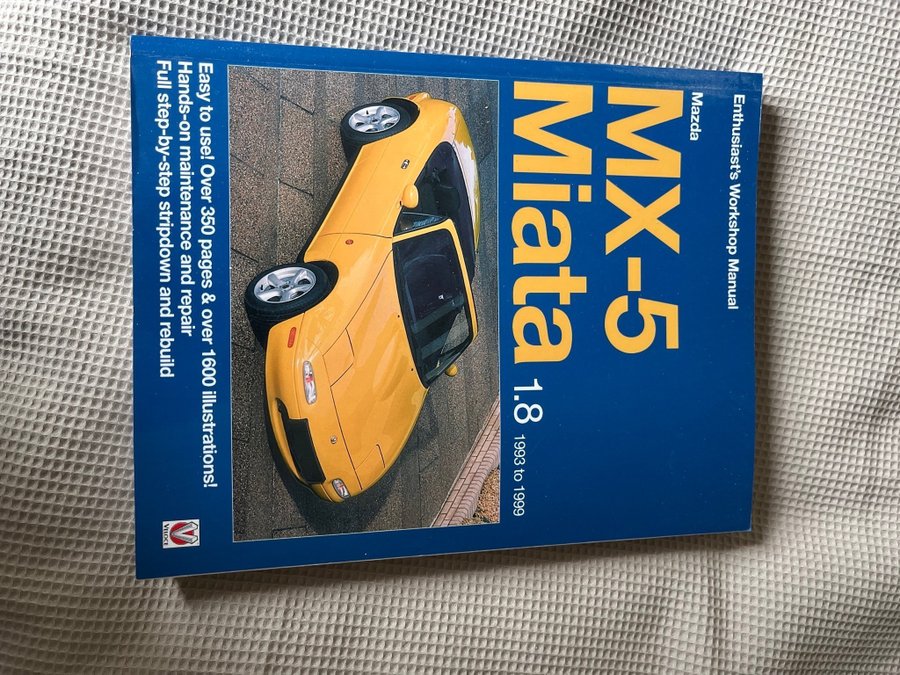 Enthusiast's Workshop Manual
Mazda
MX-5
Miata 1.8 1993 to 1999
Easy to use! Over 350 pages & over 1600 illustrations!
Hands-on maintenance and repair
Full step-by-step stripdown and rebuild
VELOCE